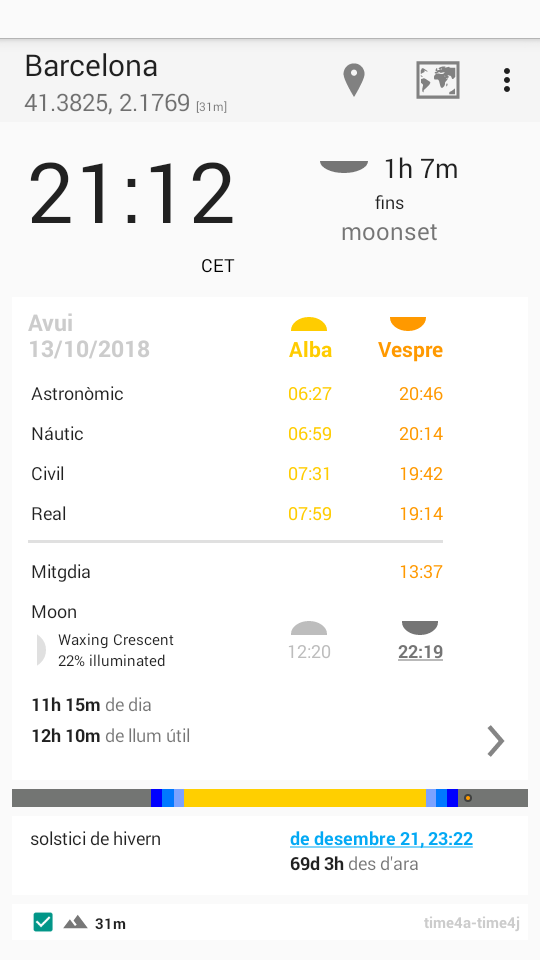 Barcelona
41.3825, 2.1769 [31m]
21:12
CET
1h 7m
fins
moonset
Avui
13/10/2018
Alba Vespre
Astronòmic 06:27 20:46
Náutic 06:59 20:14
Civil 07:31 19:42
Real 07:59 19:14
Mitgdia 13:37
Moon
Waxing Crescent
22% illuminated
12:20 22:19
11h 15m de dia
12h 10m de llum útil
solstici de hivern de desembre 21, 23:22
69d 3h des d'ara
31m time4a-time4j